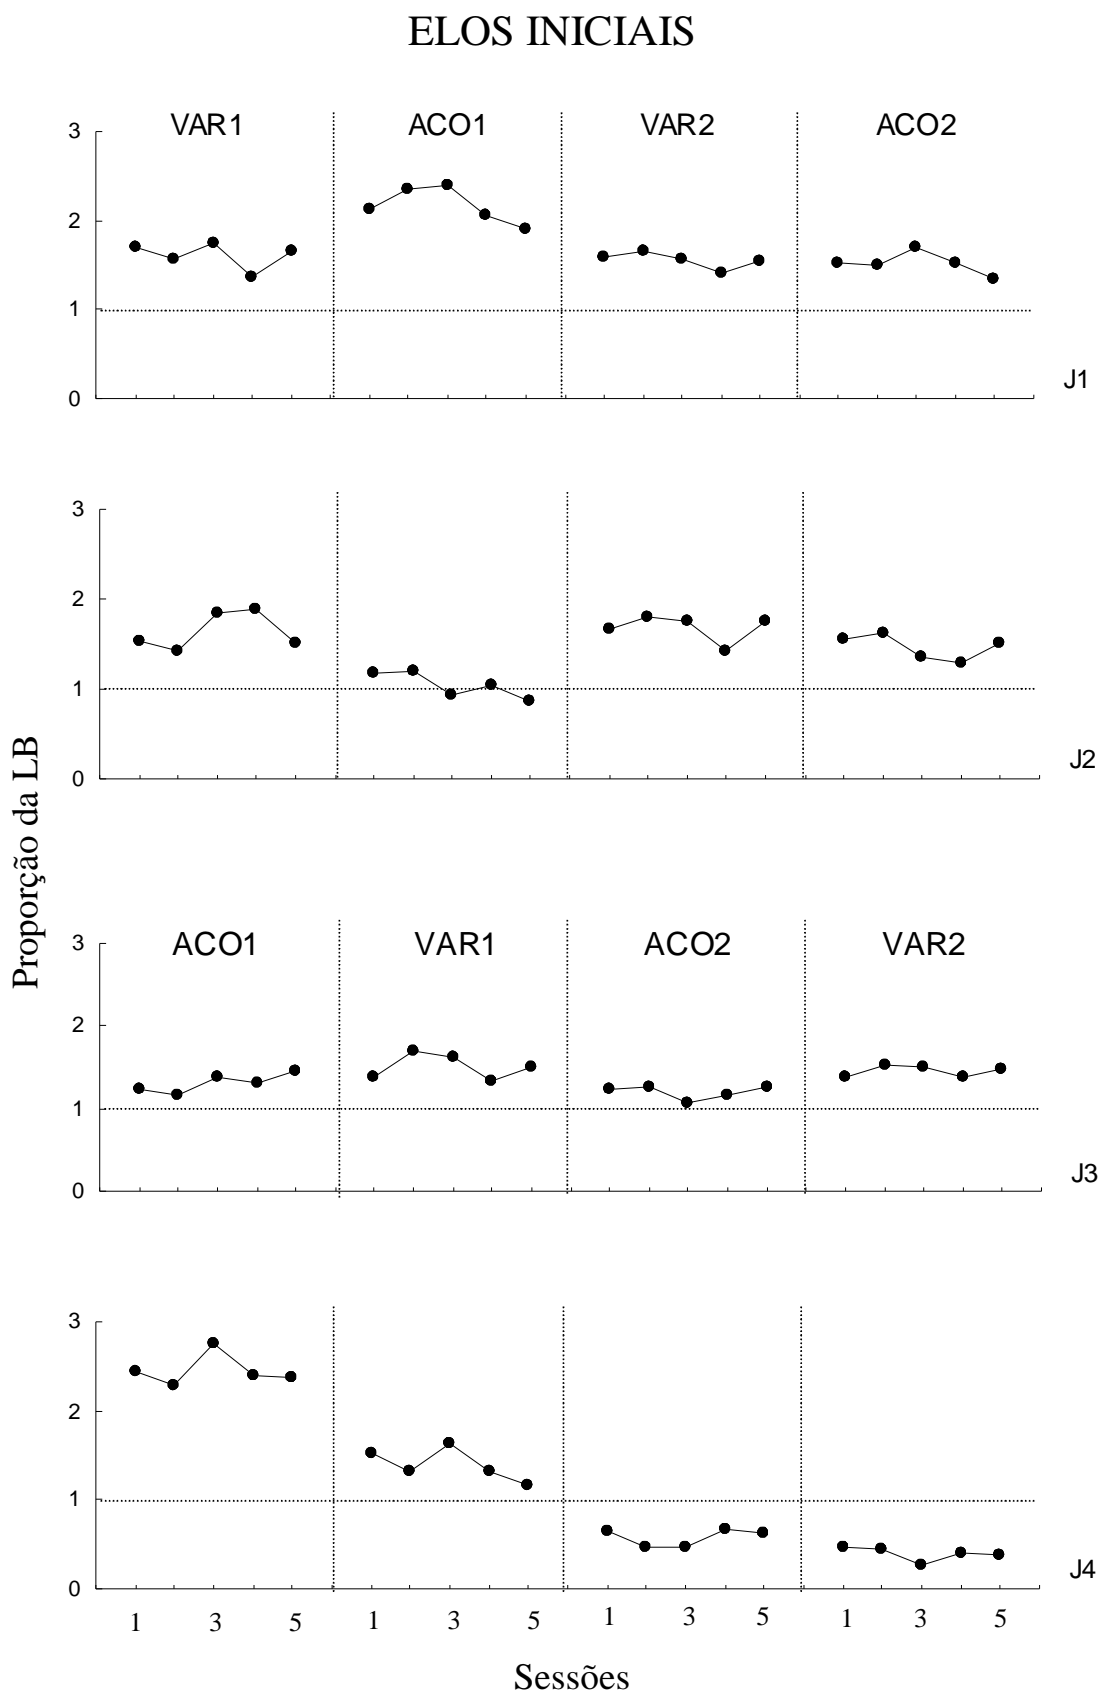 ELOS INICIAIS
VAR1 ACO1 VAR2 ACO2
3
2
1
0
J1
3
2
1
0
J2
Proporção da LB
ACO1 VAR1 ACO2 VAR2
3
2
1
0
J3
3
2
1
0
J4
1 3 5 1 3 5 1 3 5 1 3 5
Sessões